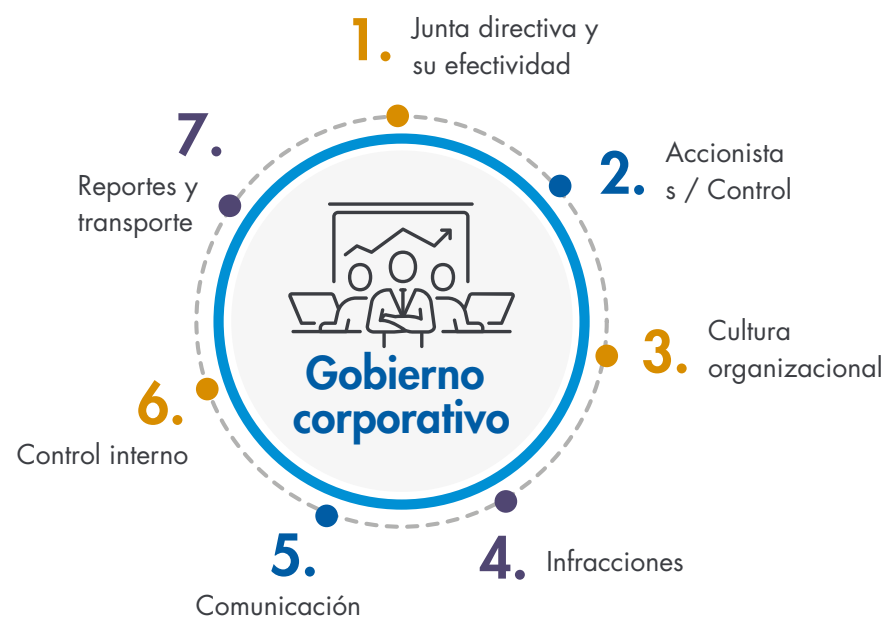 1.
Junta directiva y
su efectividad
2.
Accionista
s / Control
3.
Cultura
organizacional
4.
Infracciones
5.
Comunicación
6.
Control interno
7.
Reportes y
transporte
Gobierno
corporativo